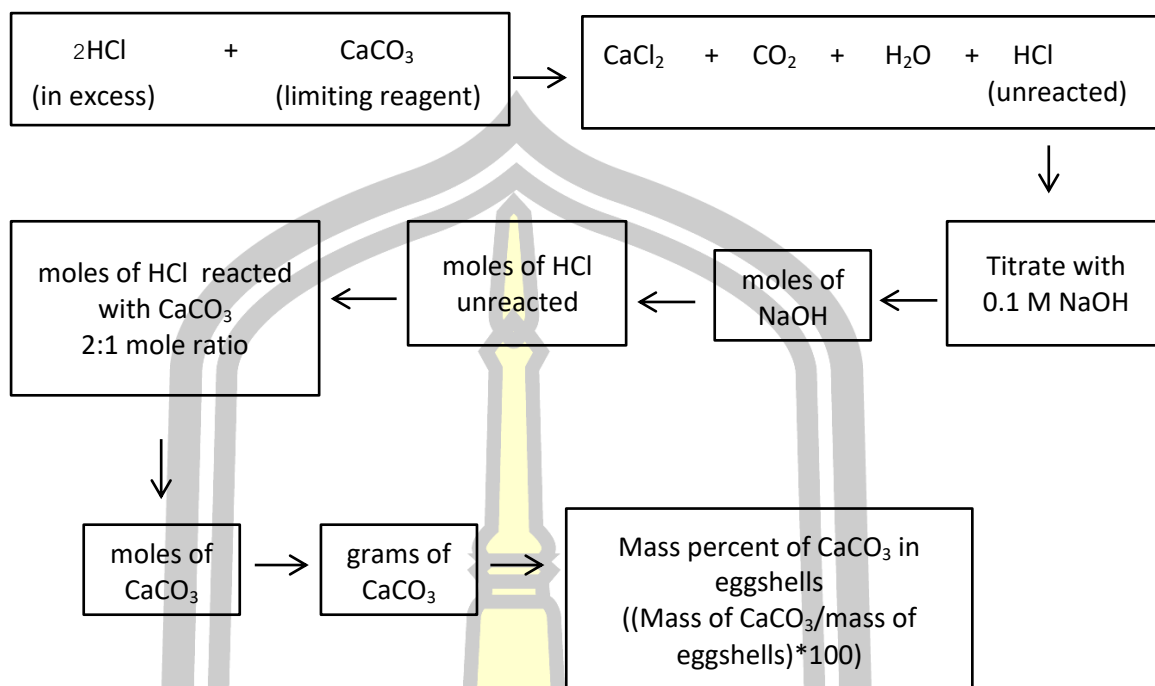 2HCl + CaCO₃
(in excess) (limiting reagent)
CaCl₂ + CO₂ + H₂O + HCl
(unreacted)
Titrate with
0.1 M NaOH
moles of
NaOH
moles of HCl
unreacted
moles of HCl reacted
with CaCO₃
2:1 mole ratio
moles of
CaCO₃
grams of
CaCO₃
Mass percent of CaCO₃ in
eggshells
((Mass of CaCO₃/mass of
eggshells)*100)